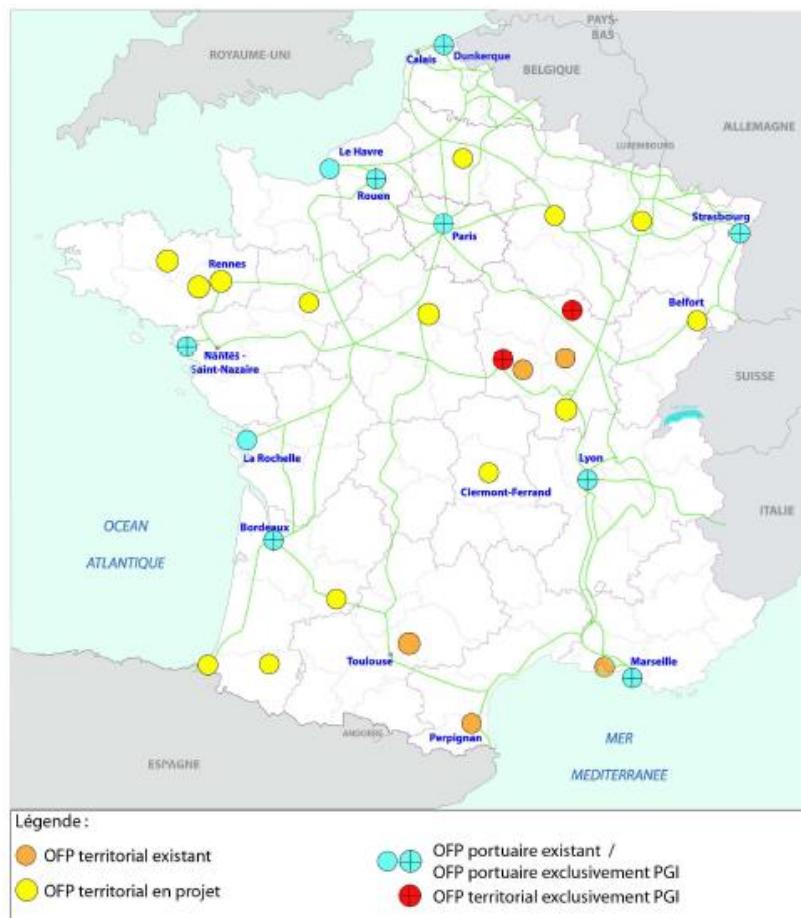 PAYS-
BAS
ROYAUME-UNI
Calais
Dunkerque
BELGIQUE
ALLEMAGNE
LUXEMBOURG
Le Havre
Rouen
Strasbourg
Paris
Rennes
Belfort
Nantes -
Saint-Nazaire
SUISSE
La Rochelle
Lyon
Clermont-Ferrand
ITALIE
OCEAN
ATLANTIQUE
Bordeaux
Toulouse
Marseille
ANDORRE
Perpignan
ESPAGNE
MER
MEDITERRANEE
Légende :
OFP territorial existant
OFP territorial en projet
OFP portuaire existant /
OFP portuaire exclusivement PGI
OFP territorial exclusivement PGI